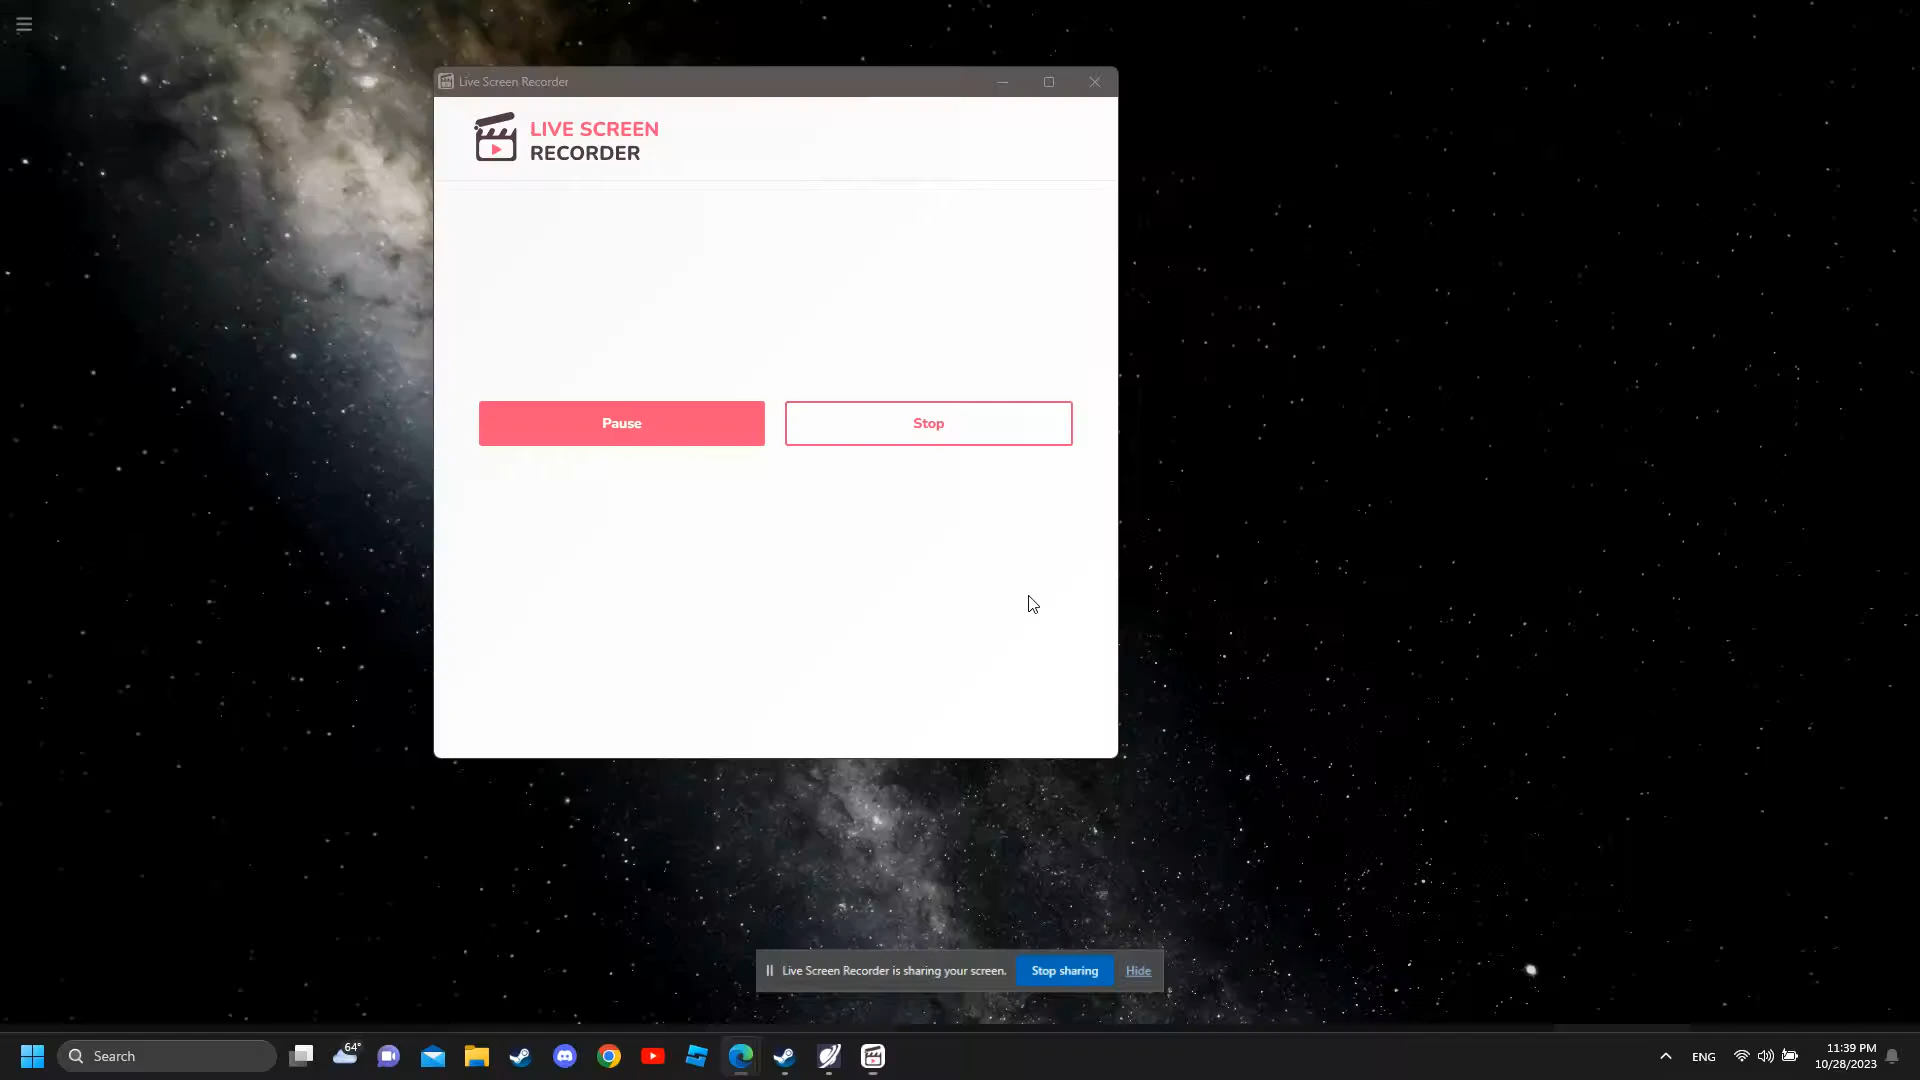 Live Screen Recorder
LIVE SCREEN
RECORDER
Pause
Stop
Live Screen Recorder is sharing your screen.
Stop sharing
Hide
Search
64°
ENG
11:39 PM
10/28/2023